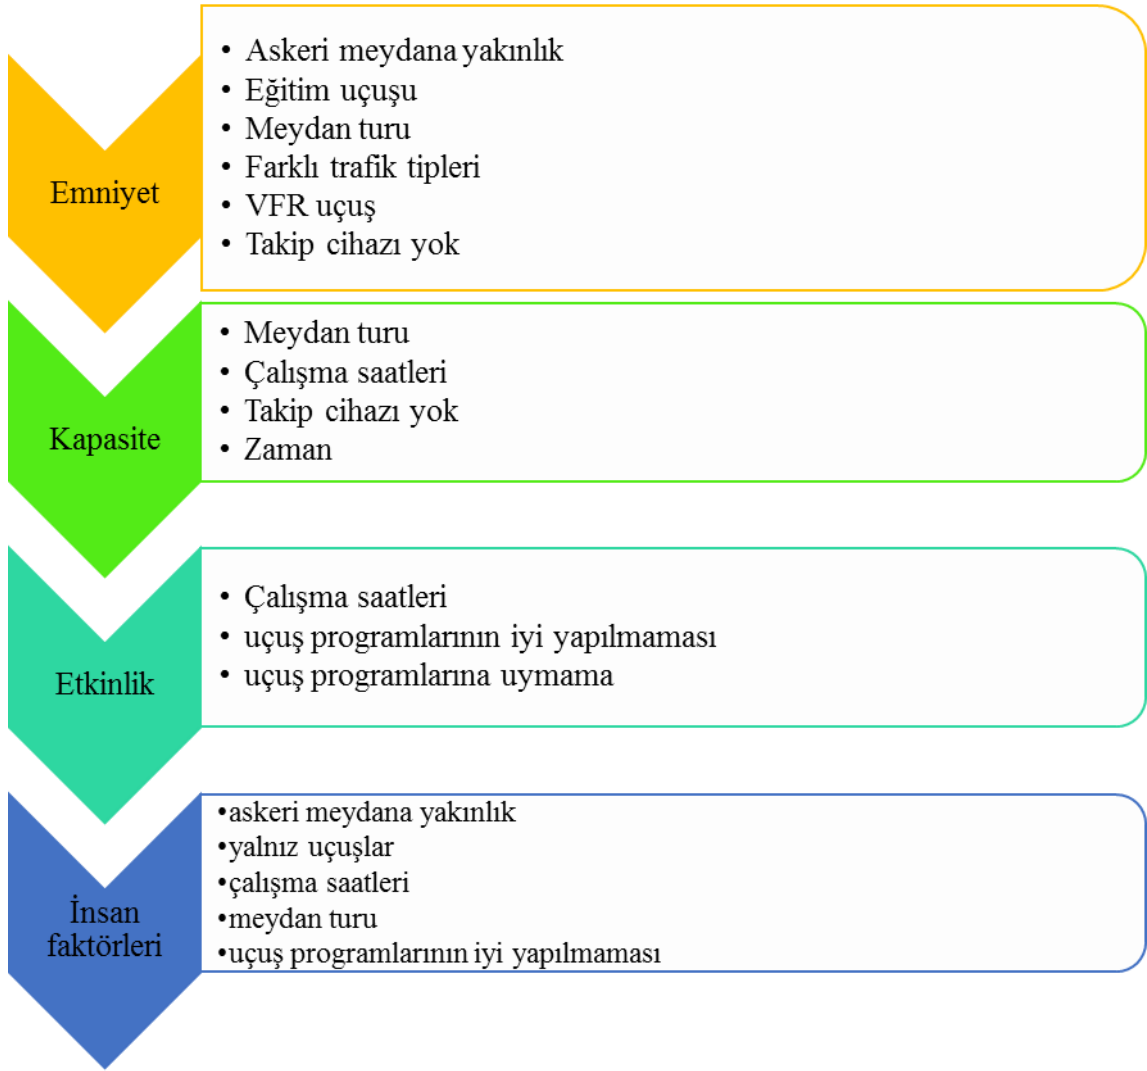 Emniyet
• Askeri meydana yakınlık
• Eğitim uçuşu
• Meydan turu
• Farklı trafik tipleri
• VFR uçuş
• Takip cihazı yok
Kapasite
• Meydan turu
• Çalışma saatleri
• Takip cihazı yok
• Zaman
Etkinlik
• Çalışma saatleri
• uçuş programlarının iyi yapılmaması
• uçuş programlarına uymama
İnsan
faktörleri
•askeri meydana yakınlık
•yalnız uçuşlar
•çalışma saatleri
•meydan turu
•uçuş programlarının iyi yapılmaması